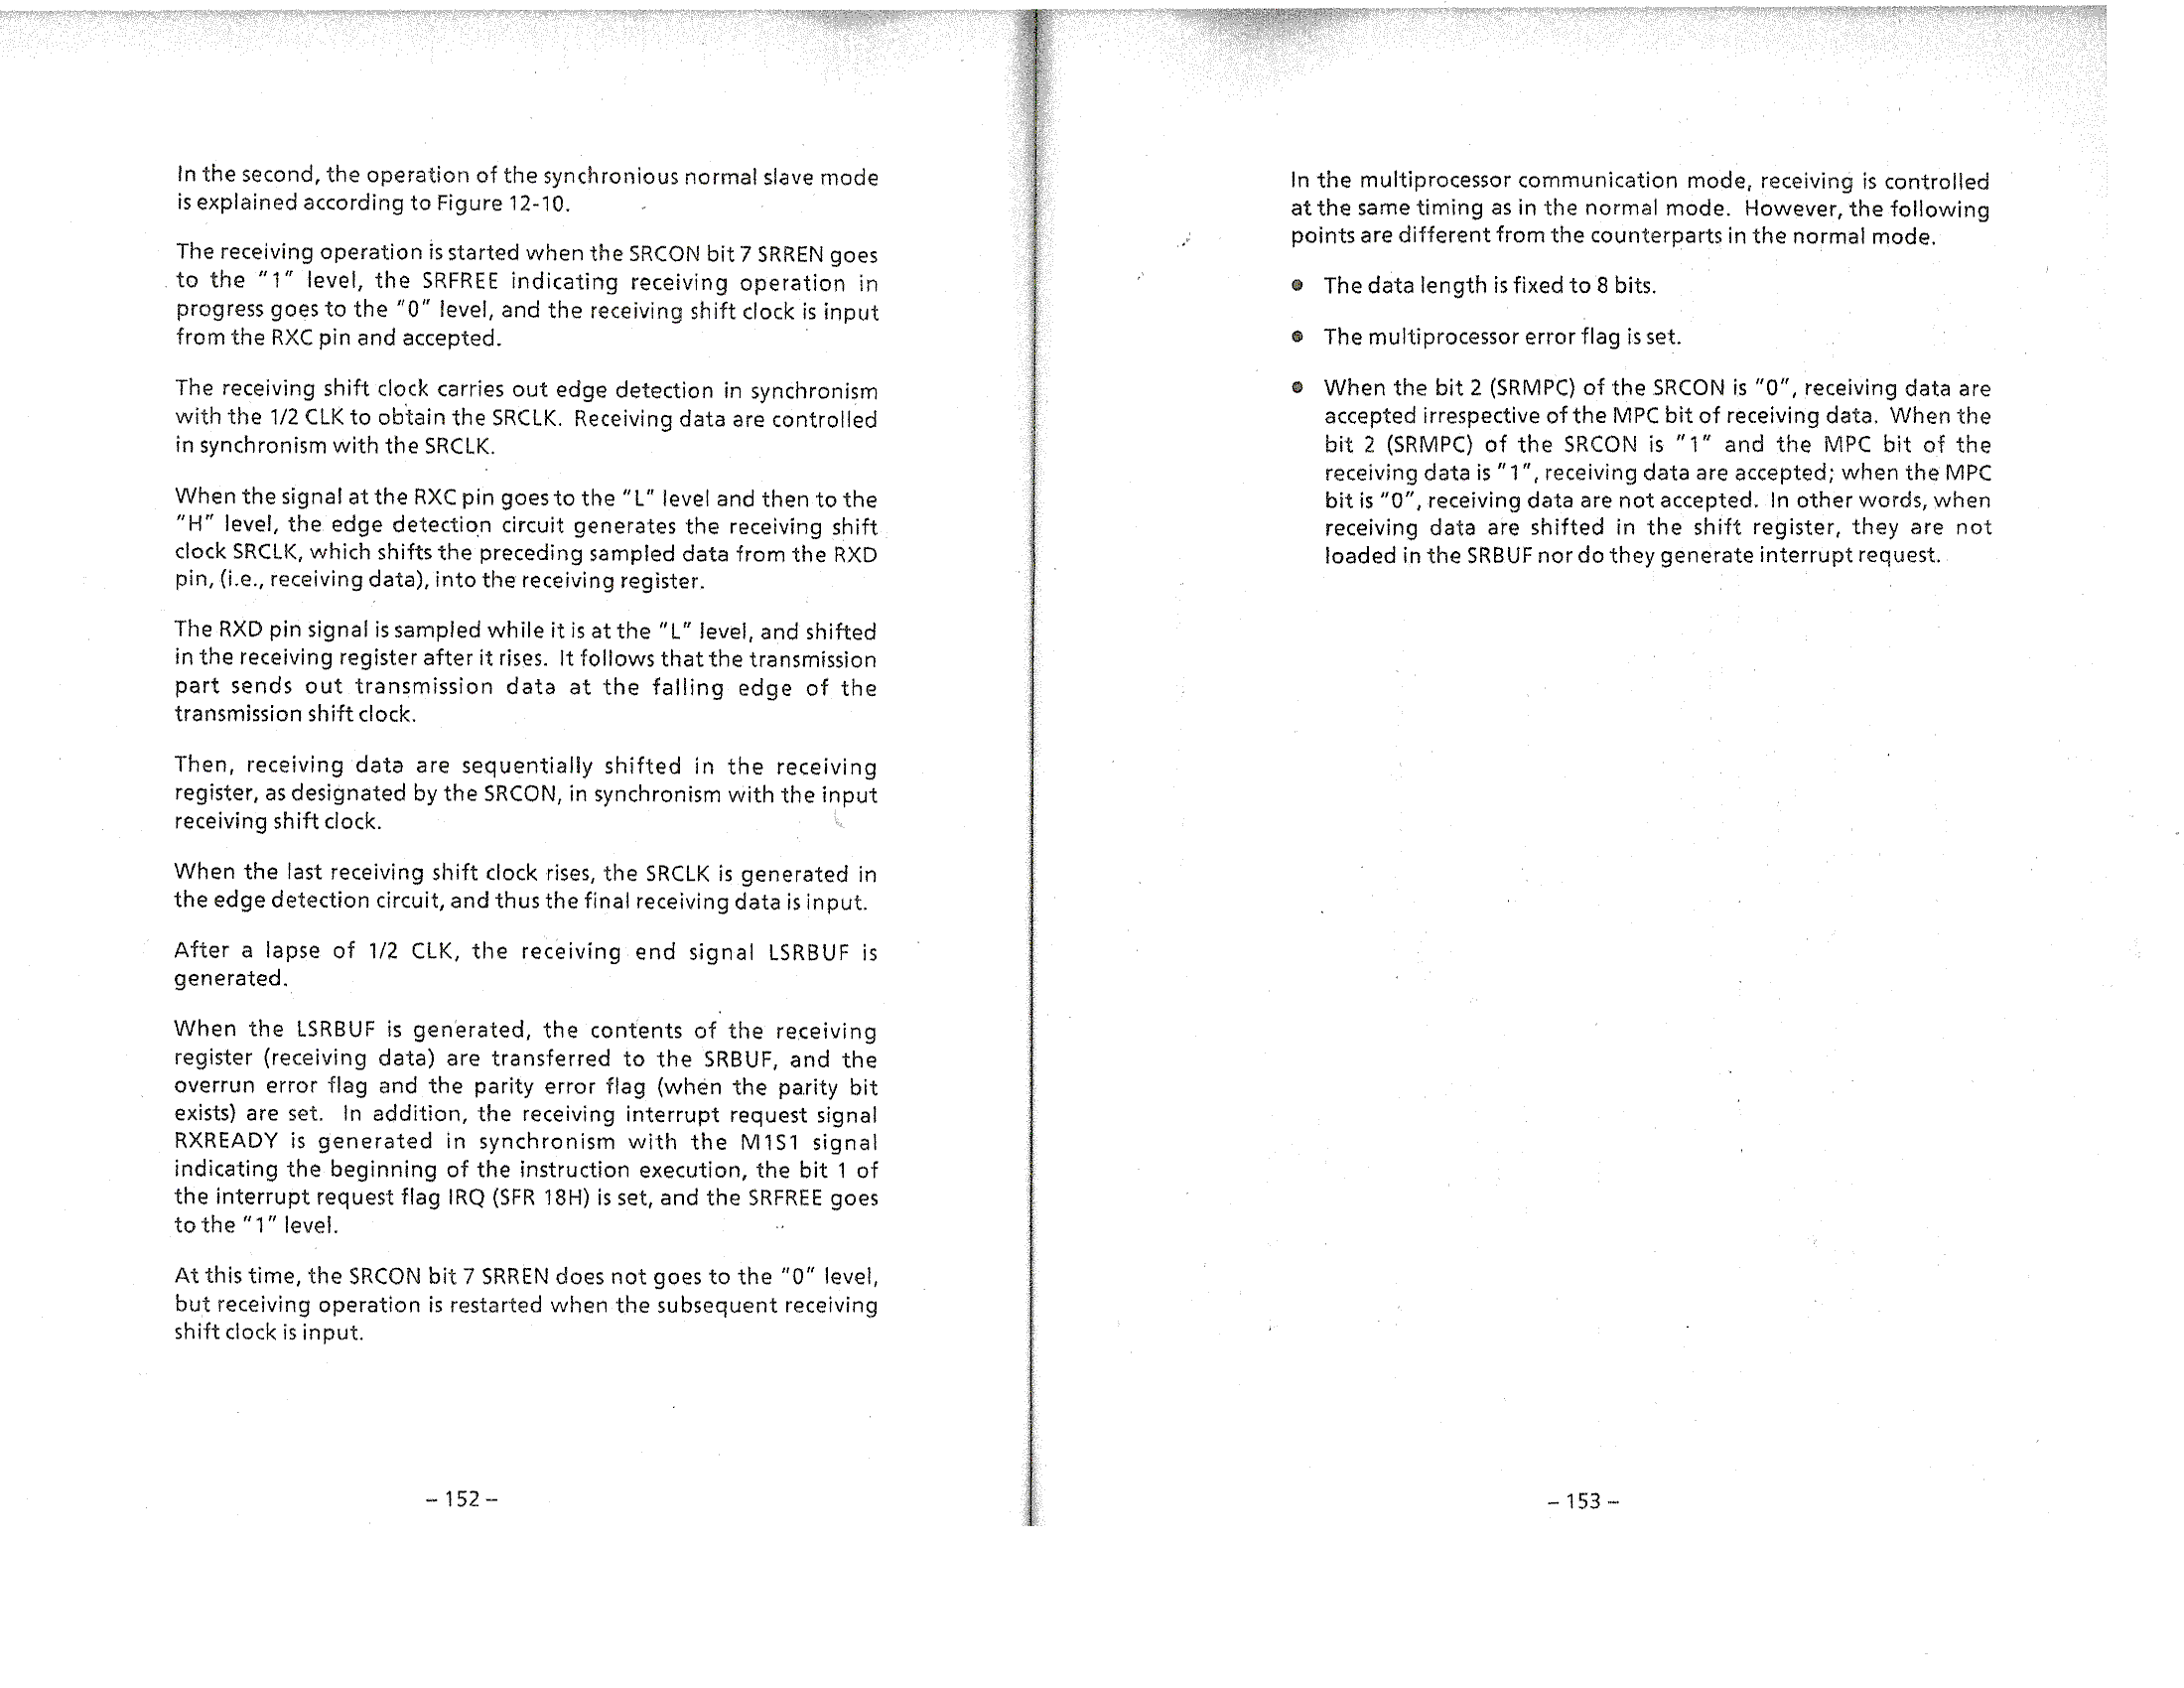 In the second, the operation of the synchronious normal slave mode
is explained according to Figure 12-10.
The receiving operation is started when the SRCON bit 7 SRREN goes
to the "1" level, the SRFREE indicating receiving operation in
progress goes to the "0" level, and the receiving shift clock is input
from the RXC pin and accepted.
The receiving shift clock carries out edge detection in synchronism
with the 1/2 CLK to obtain the SRCLK. Receiving data are controlled
in synchronism with the SRCLK.
When the signal at the RXC pin goes to the "L" level and then to the
"H" level, the edge detection circuit generates the receiving shift
clock SRCLK, which shifts the preceding sampled data from the RXD
pin, (i.e., receiving data), into the receiving register.
The RXD pin signal is sampled while it is at the "L" level, and shifted
in the receiving register after it rises. It follows that the transmission
part sends out transmission data at the falling edge of the
transmission shift clock.
Then, receiving data are sequentially shifted in the receiving
register, as designated by the SRCON, in synchronism with the input
receiving shift clock.
When the last receiving shift clock rises, the SRCLK is generated in
the edge detection circuit, and thus the final receiving data is input.
After a lapse of 1/2 CLK, the receiving end signal LSRBUF is
generated.
When the LSRBUF is generated, the contents of the receiving
register (receiving data) are transferred to the SRBUF, and the
overrun error flag and the parity error flag (when the parity bit
exists) are set. In addition, the receiving interrupt request signal
RXREADY is generated in synchronism with the M1S1 signal
indicating the beginning of the instruction execution, the bit 1 of
the interrupt request flag IRQ (SFR 18H) is set, and the SRFREE goes
to the "1" level.
At this time, the SRCON bit 7 SRREN does not goes to the "0" level,
but receiving operation is restarted when the subsequent receiving
shift clock is input.
– 152 –
In the multiprocessor communication mode, receiving is controlled
at the same timing as in the normal mode. However, the following
points are different from the counterparts in the normal mode.
● The data length is fixed to 8 bits.
● The multiprocessor error flag is set.
● When the bit 2 (SRMPC) of the SRCON is "0", receiving data are
accepted irrespective of the MPC bit of receiving data. When the
bit 2 (SRMPC) of the SRCON is "1" and the MPC bit of the
receiving data is "1", receiving data are accepted; when the MPC
bit is "0", receiving data are not accepted. In other words, when
receiving data are shifted in the shift register, they are not
loaded in the SRBUF nor do they generate interrupt request.
– 153 –